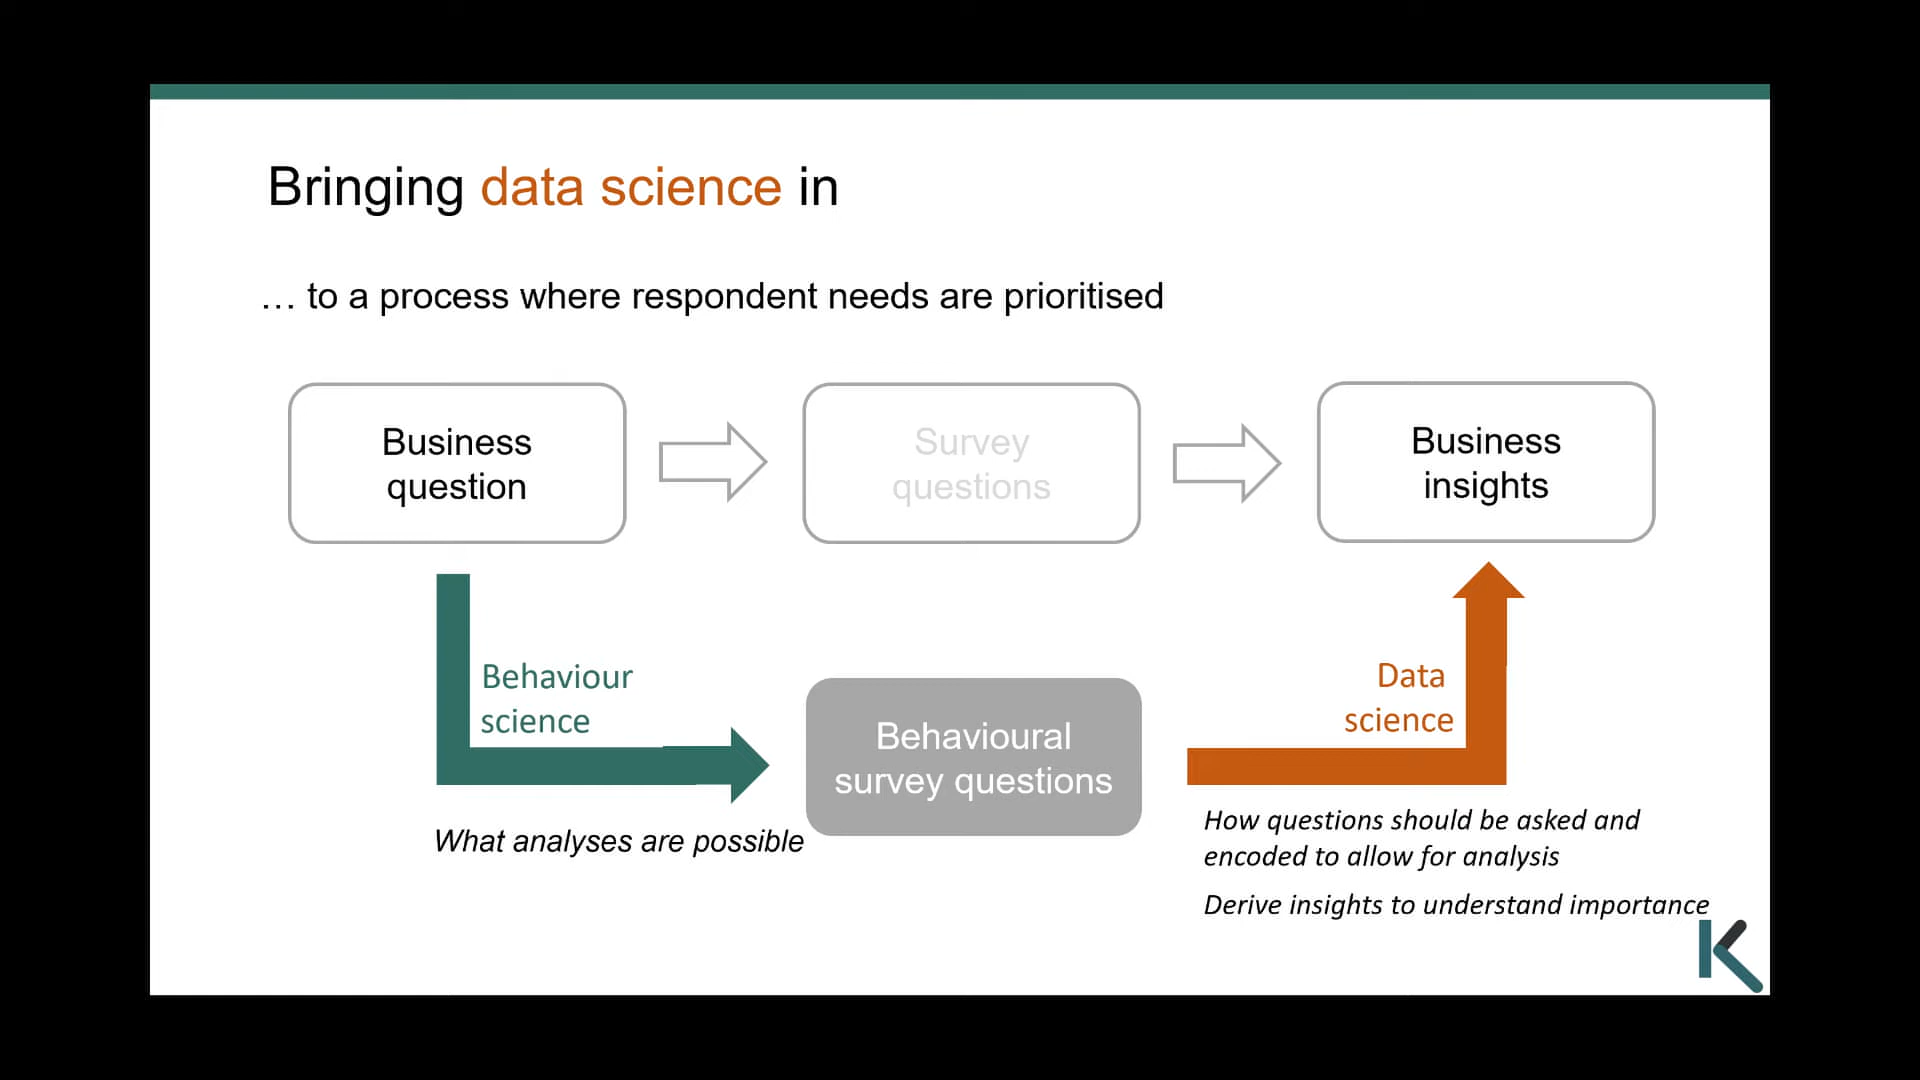 Bringing data science in
… to a process where respondent needs are prioritised
Business
question
Survey
questions
Business
insights
Behaviour
science
Behavioural
survey questions
Data
science
What analyses are possible
How questions should be asked and
encoded to allow for analysis
Derive insights to understand importance
K